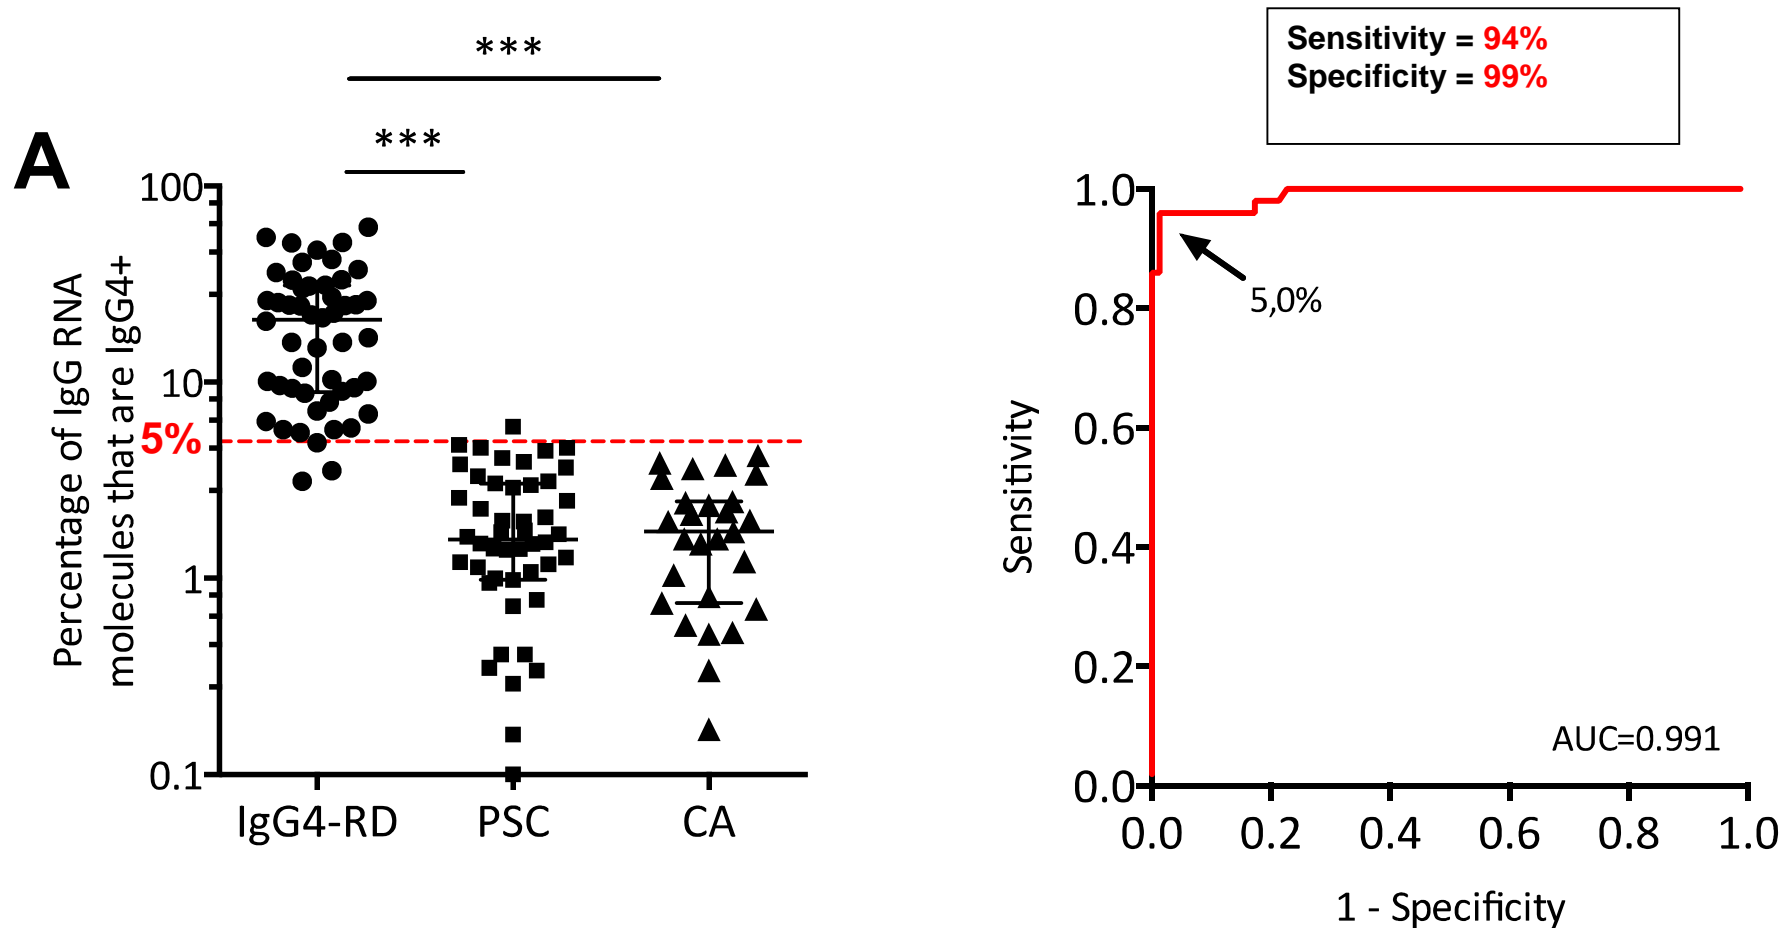 A
***
***
Percentage of IgG RNA
molecules that are IgG4+
100
10
5%
1
0.1
IgG4-RD PSC CA
Sensitivity = 94%
Specificity = 99%
Sensitivity
1.0
0.8
0.6
0.4
0.2
0.0
5,0%
AUC=0.991
0.0 0.2 0.4 0.6 0.8 1.0
1 - Specificity